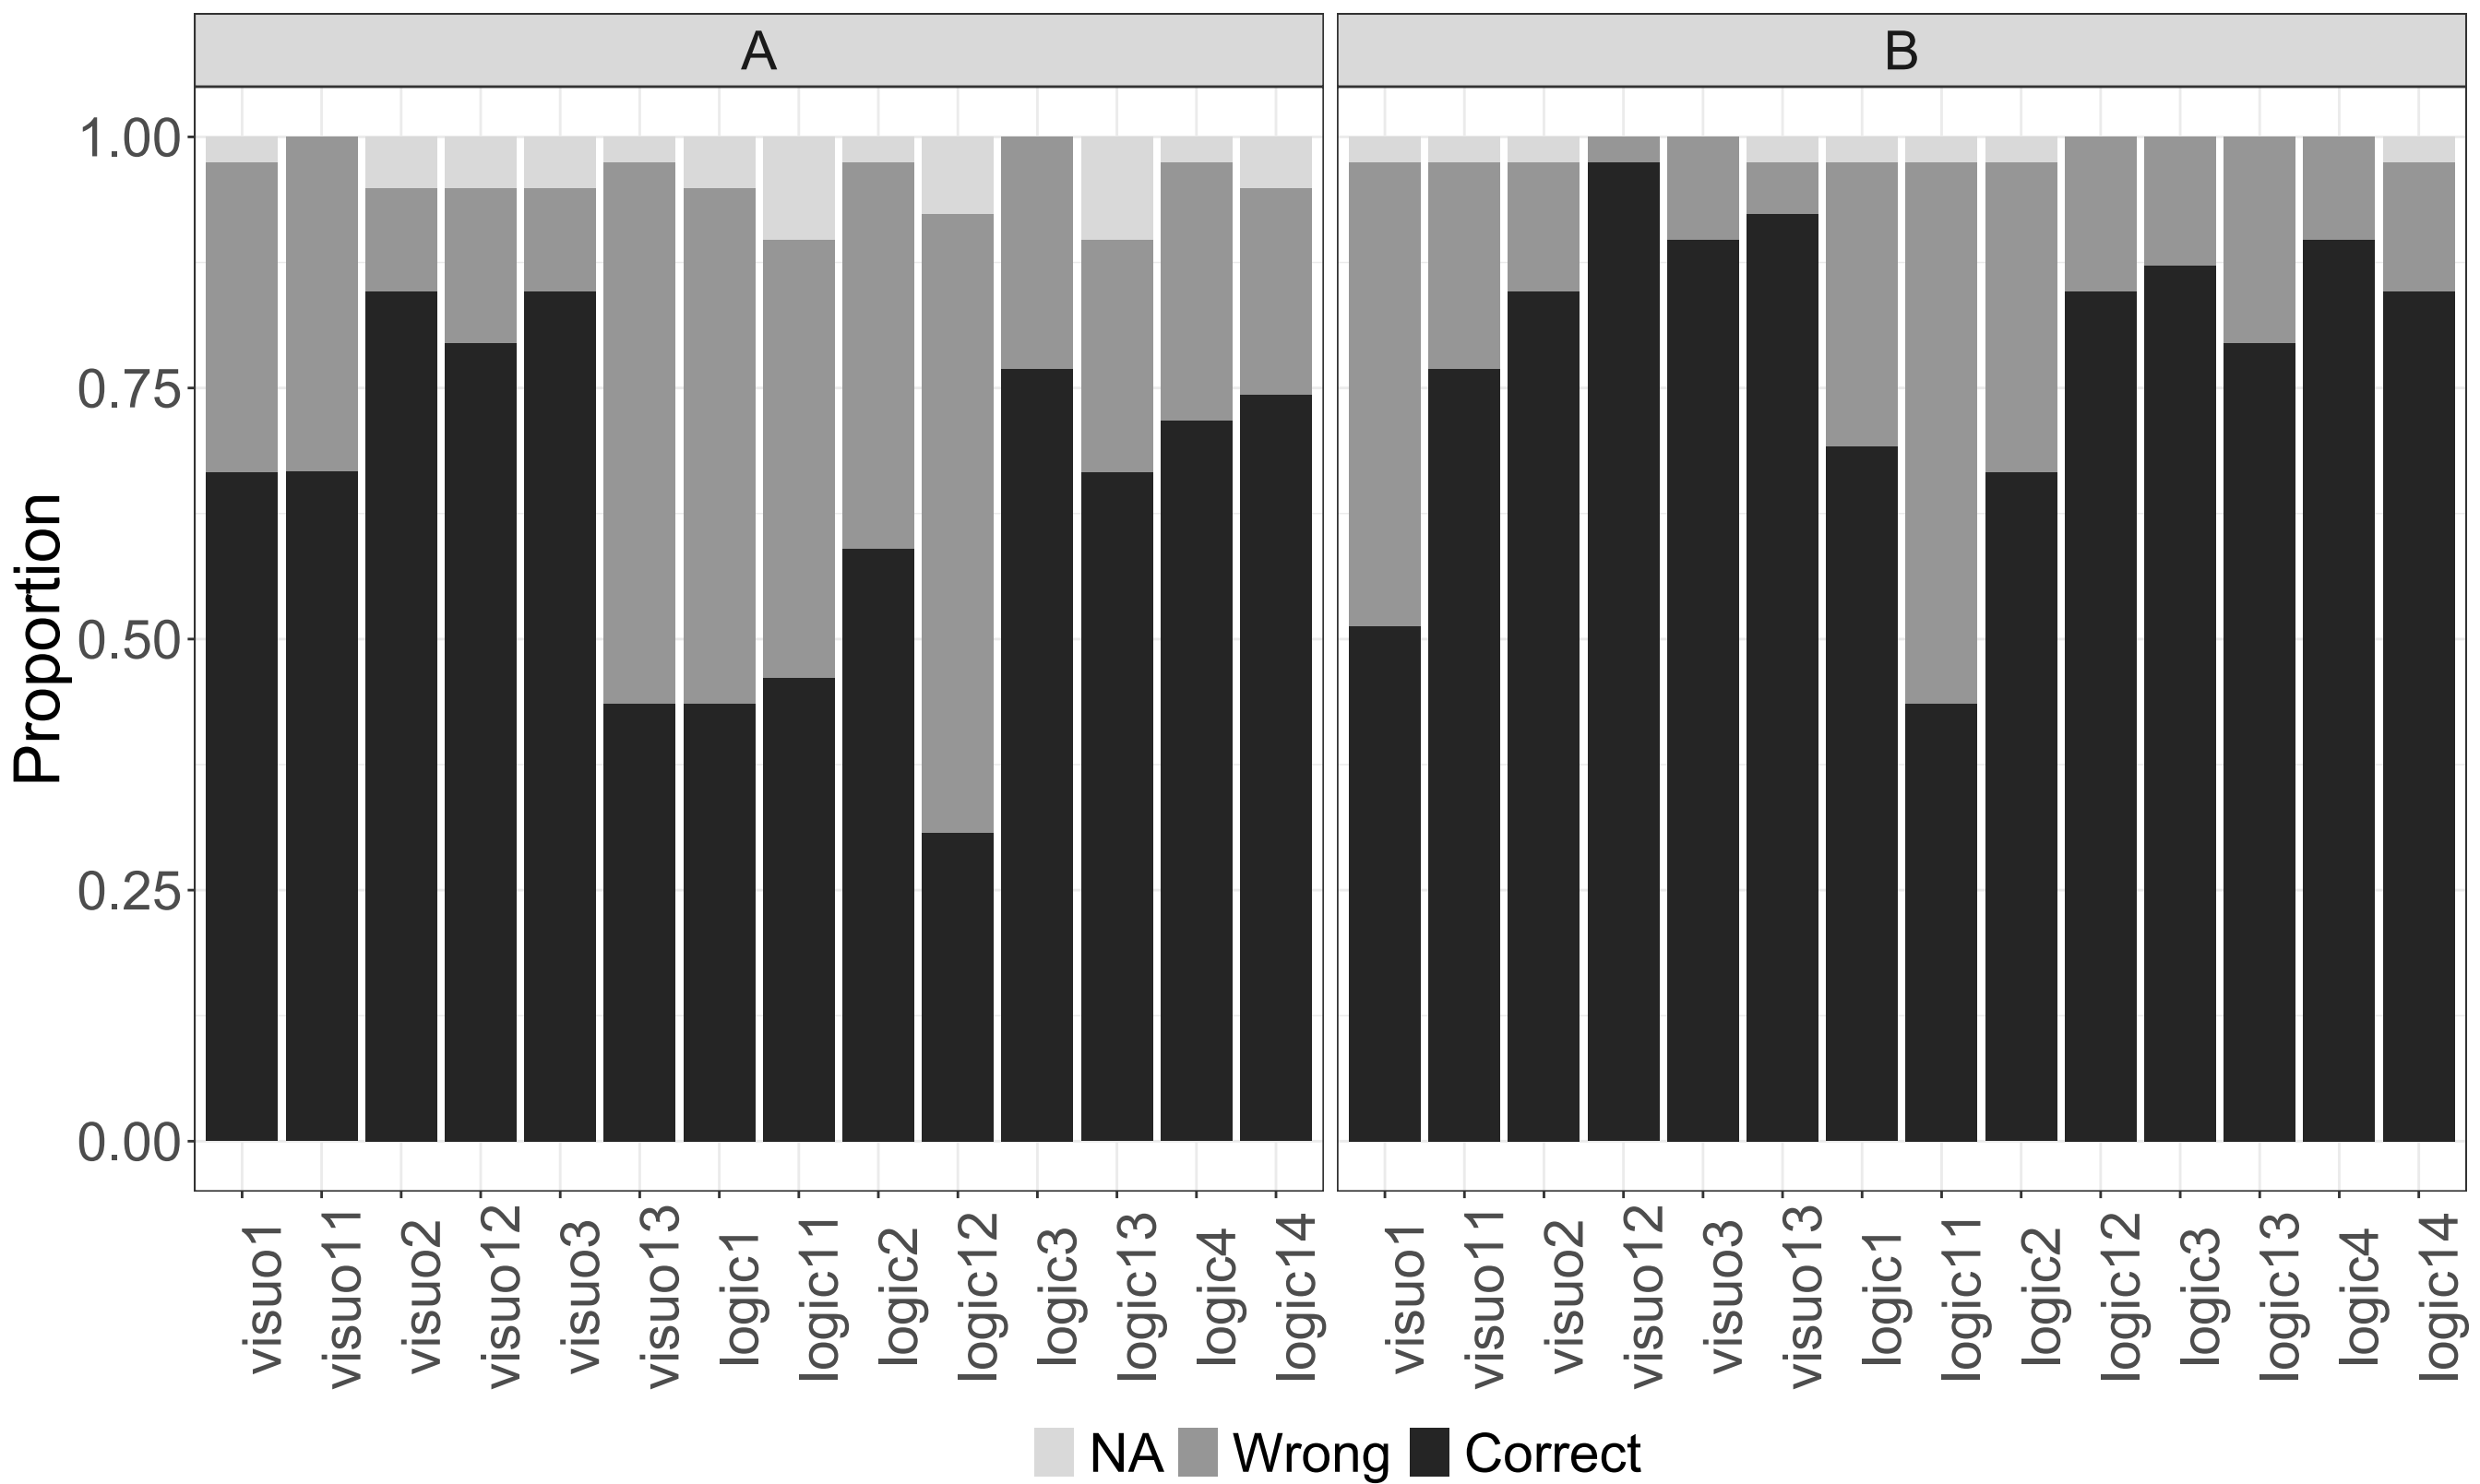 A
B
Proportion
1.00
0.75
0.50
0.25
0.00
visuo1
visuo11
visuo2
visuo12
visuo3
visuo13
logic1
logic11
logic2
logic12
logic3
logic13
logic4
logic14
visuo1
visuo11
visuo2
visuo12
visuo3
visuo13
logic1
logic11
logic2
logic12
logic3
logic13
logic4
logic14
NA Wrong Correct